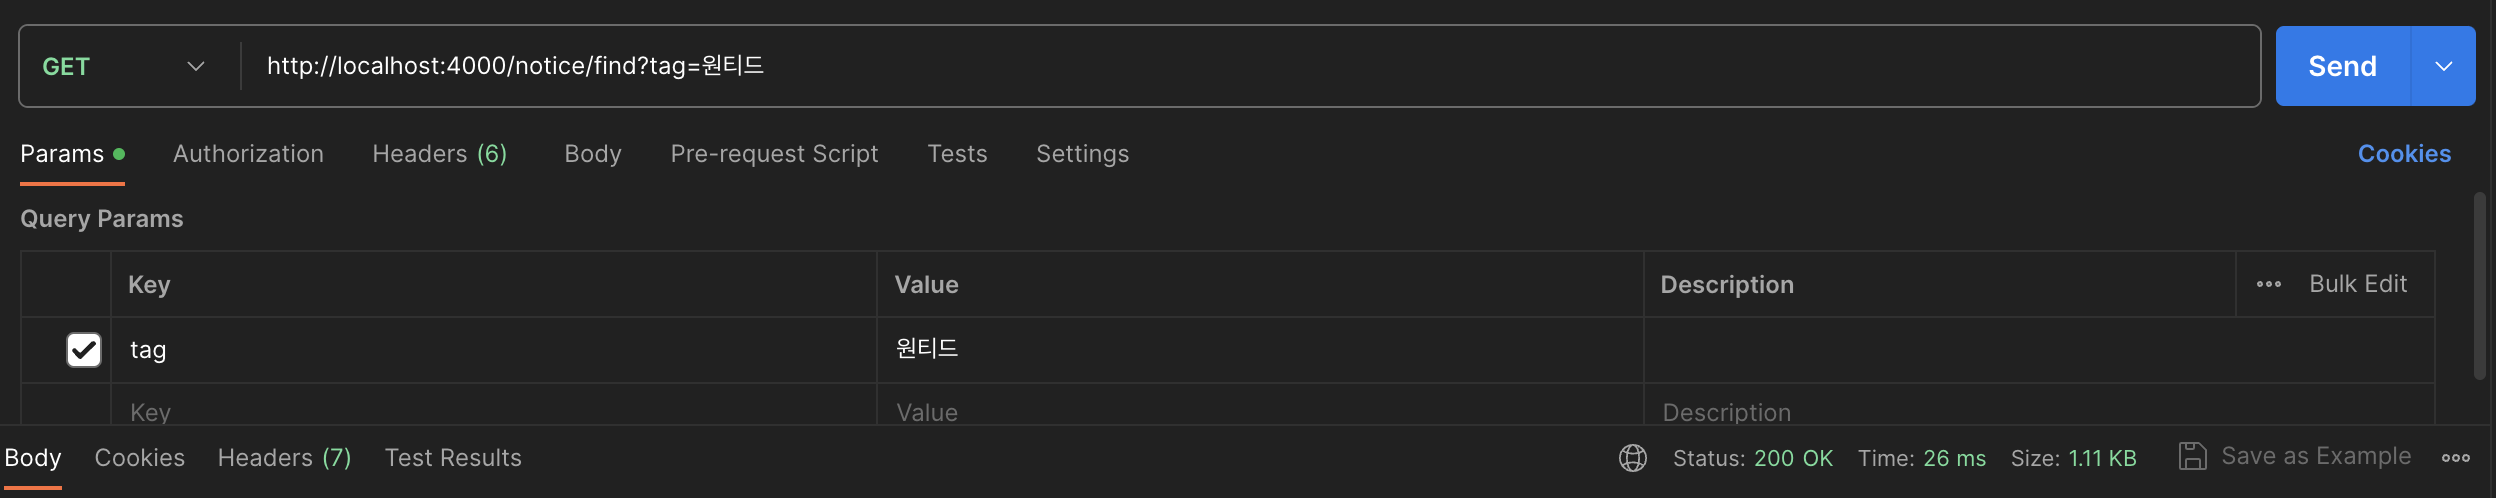 GET http://localhost:4000/notice/find?tag=원티드 Send
Params Authorization Headers (6) Body Pre-request Script Tests Settings Cookies
Query Params
Key Value Description Bulk Edit
tag 원티드
Key Value Description
Body Cookies Headers (7) Test Results Status: 200 OK Time: 26 ms Size: 1.11 KB Save as Example